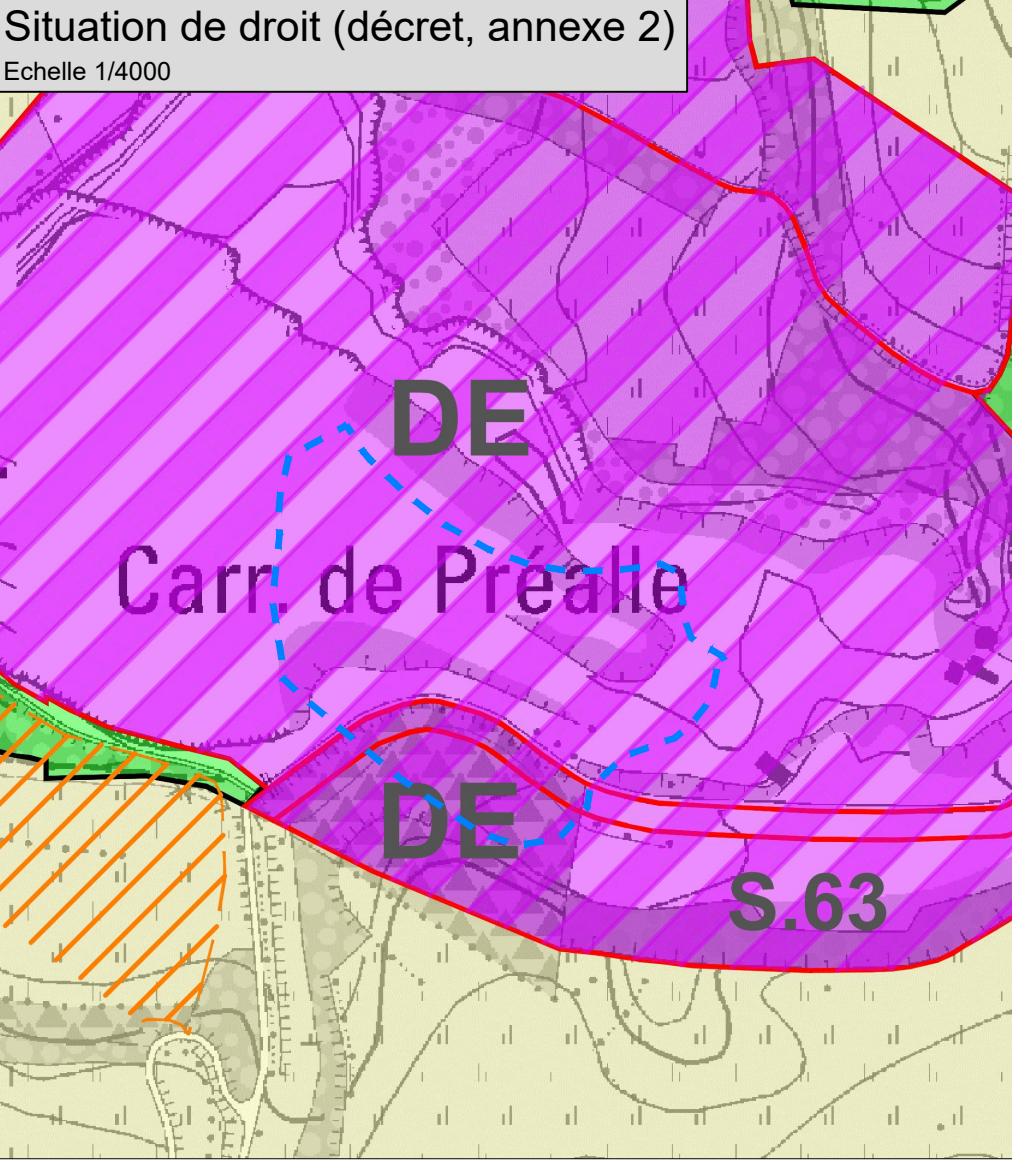 Situation de droit (décret, annexe 2)
Echelle 1/4000
DE
Carr. de Préalle
DE
S.63